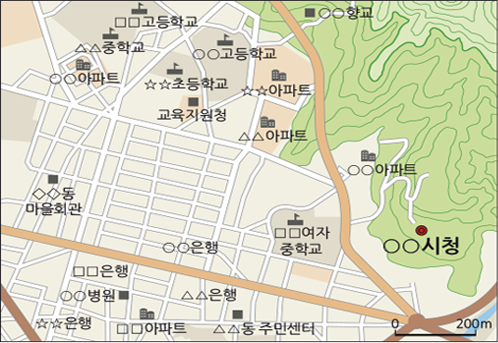 □□고등학교
○○향교
△△중학교
○○고등학교
○○아파트
☆☆초등학교
☆☆아파트
교육지원청
△△아파트
○○아파트
◇◇동
마을회관
□□여자
중학교
○○시청
○○은행
□□은행
○○병원
△△은행
☆☆은행
□□아파트
△△동 주민센터
0 200m